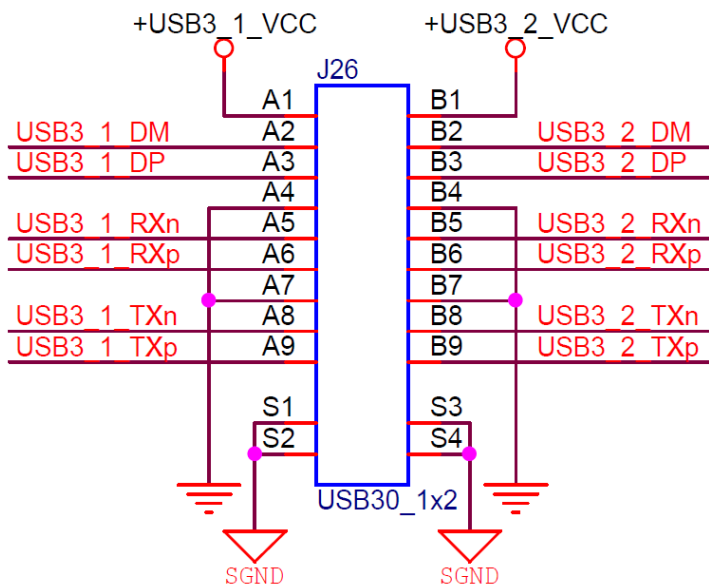 +USB3_1_VCC +USB3_2_VCC
J26
A1 B1
USB3_1_DM A2 B2 USB3_2_DM
USB3_1_DP A3 B3 USB3_2_DP
A4 B4
USB3_1_RXn A5 B5 USB3_2_RXn
USB3_1_RXp A6 B6 USB3_2_RXp
A7 B7
USB3_1_TXn A8 B8 USB3_2_TXn
USB3_1_TXp A9 B9 USB3_2_TXp
S1 S3
S2 S4
USB30_1x2
SGND SGND